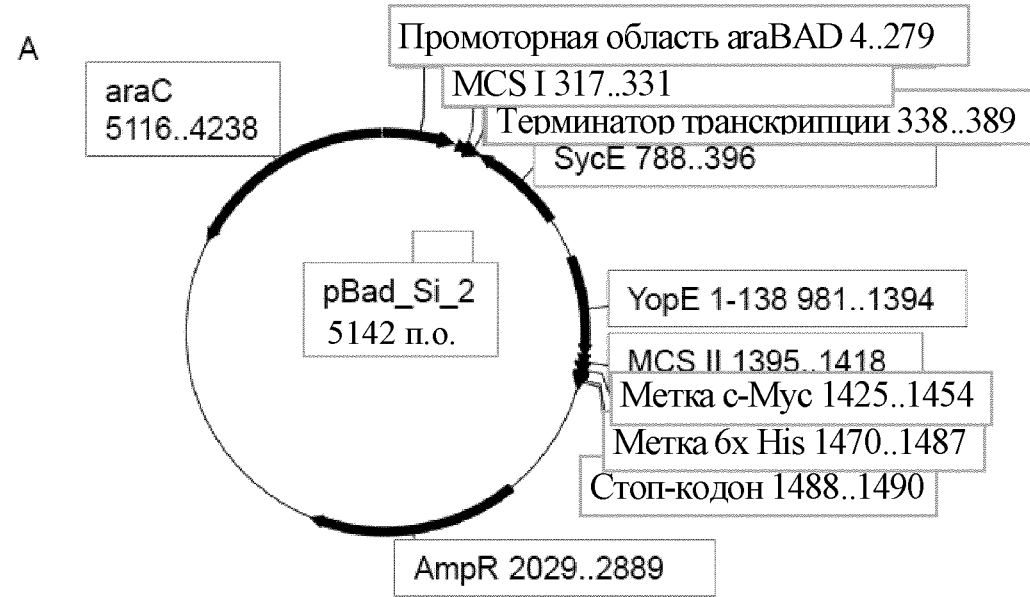 A
Промоторная область araBAD 4..279
araC
5116..4238
MCS I 317..331
Терминатор транскрипции 338..389
SycE 788..396
pBad_Si_2
5142 п.о.
YopE 1-138 981..1394
MCS II 1395..1418
Метка c-Myc 1425..1454
Метка 6x His 1470..1487
Стоп-кодон 1488..1490
AmpR 2029..2889